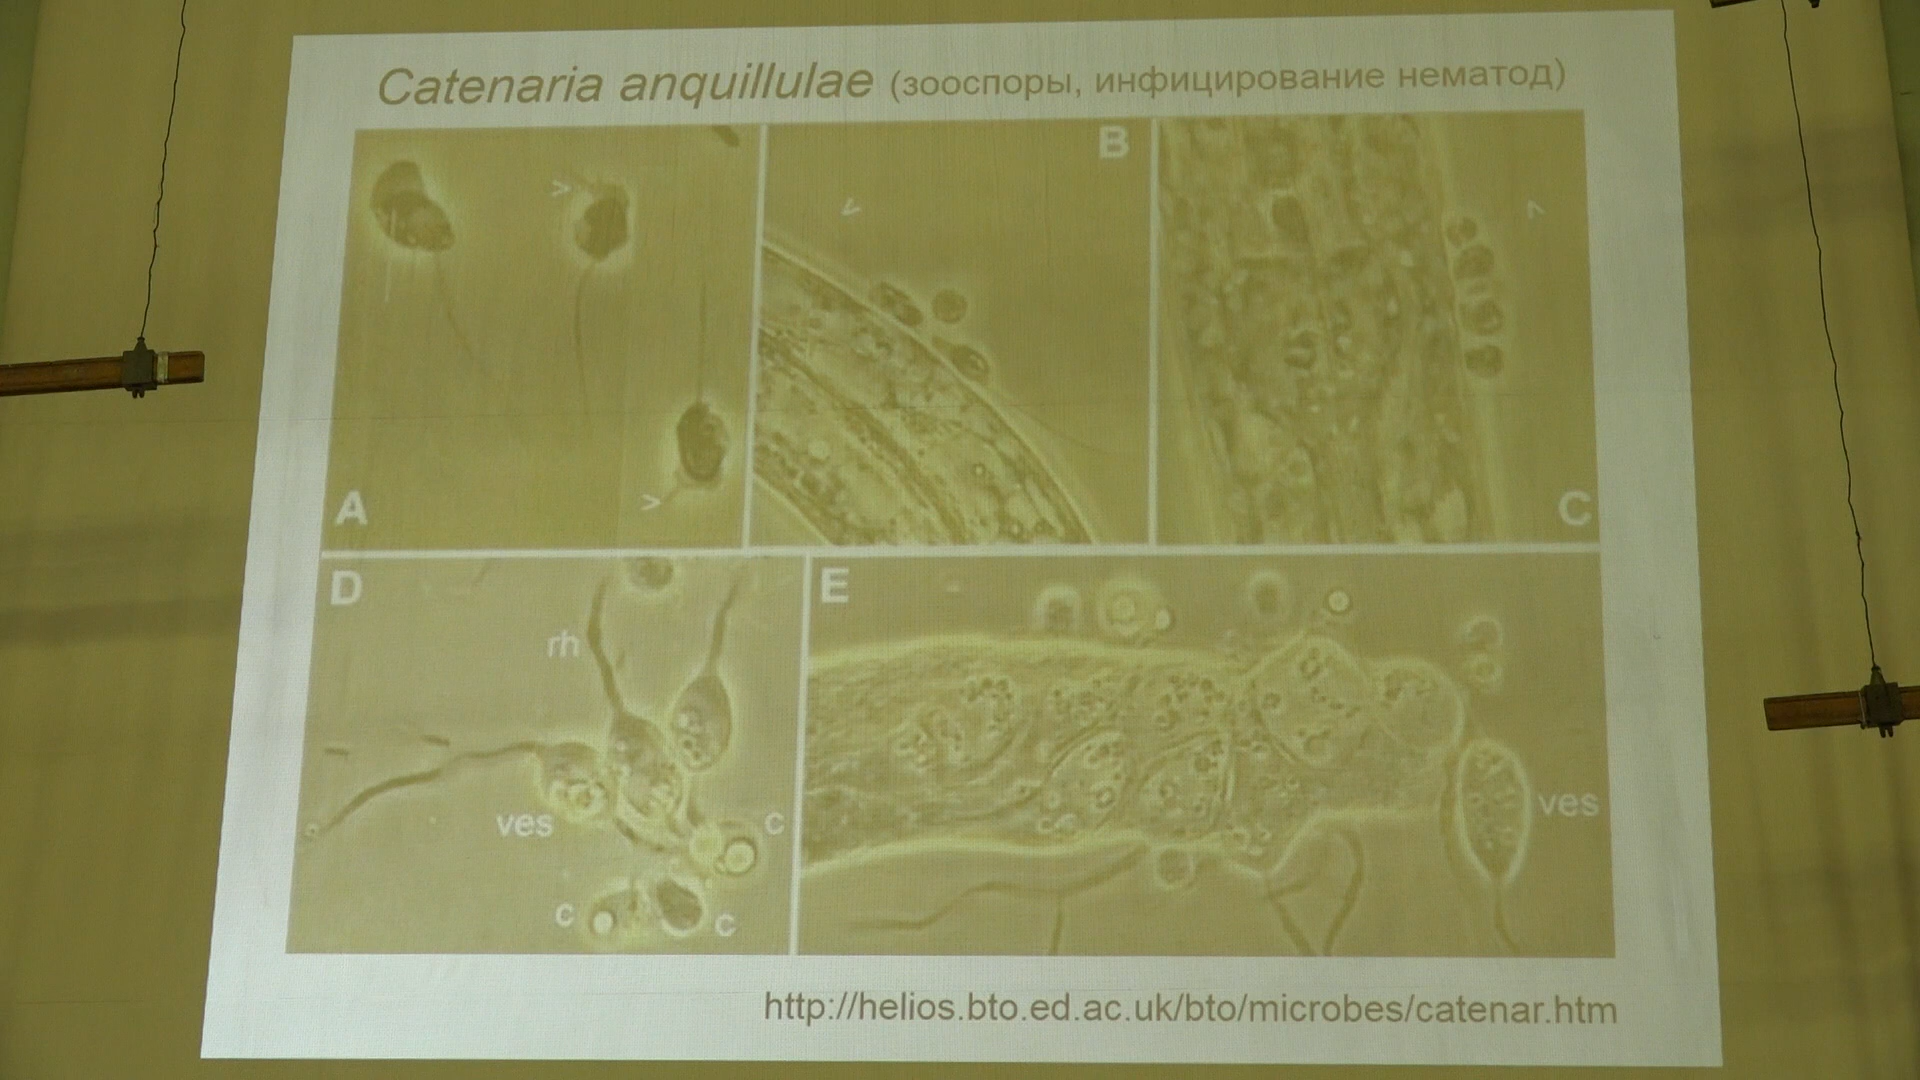 Catenaria anquillulae (зооспоры, инфицирование нематод)
A
>
>
B
<
C
^
D
rh
ves
c
c
c
E
ves
http://helios.bto.ed.ac.uk/bto/microbes/catenar.htm